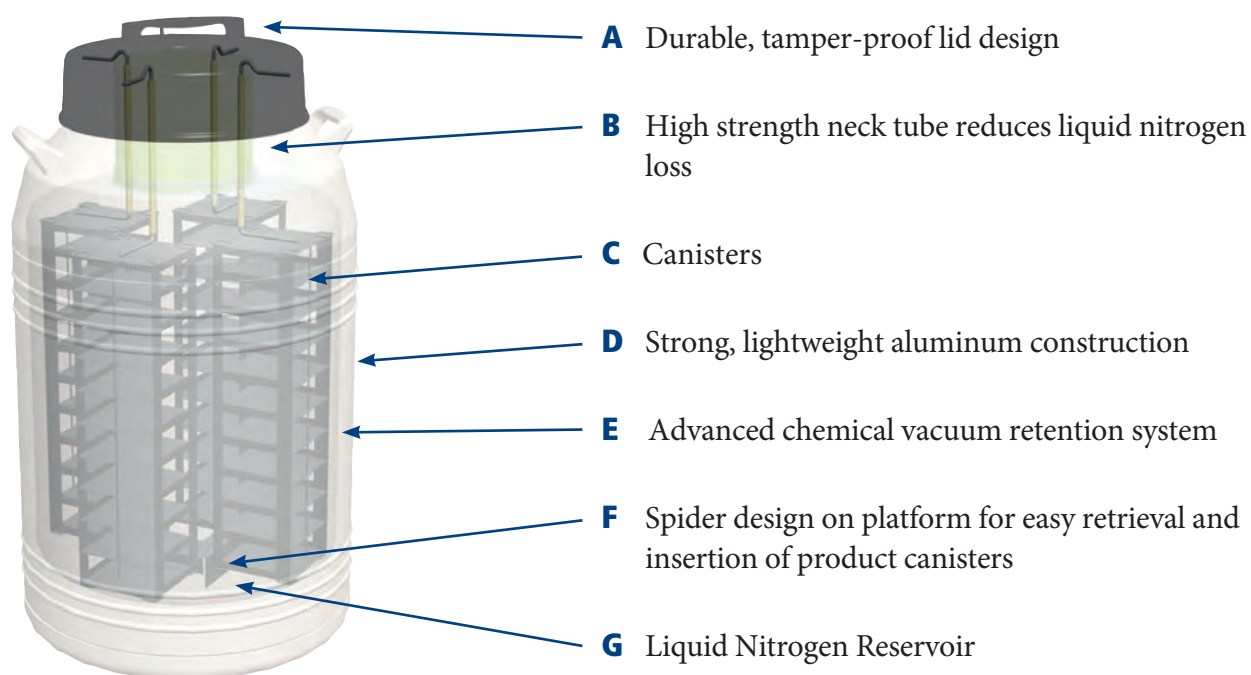 A Durable, tamper-proof lid design
B High strength neck tube reduces liquid nitrogen
loss
C Canisters
D Strong, lightweight aluminum construction
E Advanced chemical vacuum retention system
F Spider design on platform for easy retrieval and
insertion of product canisters
G Liquid Nitrogen Reservoir